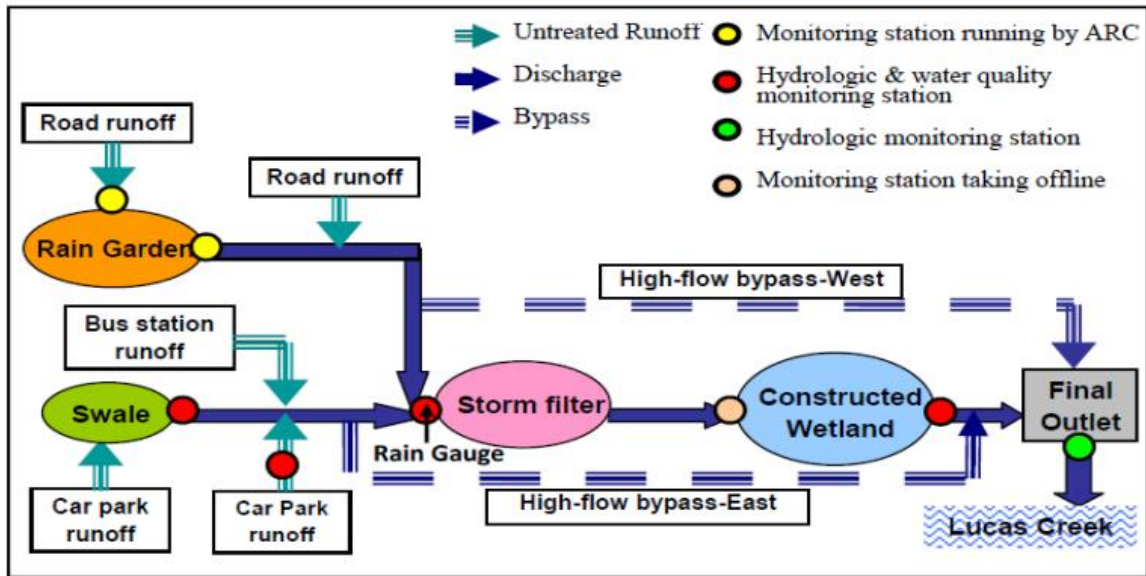 Untreated Runoff
Discharge
Bypass
Monitoring station running by ARC
Hydrologic & water quality
monitoring station
Hydrologic monitoring station
Monitoring station taking offline
Road runoff
Road runoff
Rain Garden
High-flow bypass-West
Bus station
runoff
Swale
Storm filter
Constructed
Wetland
Final
Outlet
Rain Gauge
Car park
runoff
Car Park
runoff
High-flow bypass-East
Lucas Creek